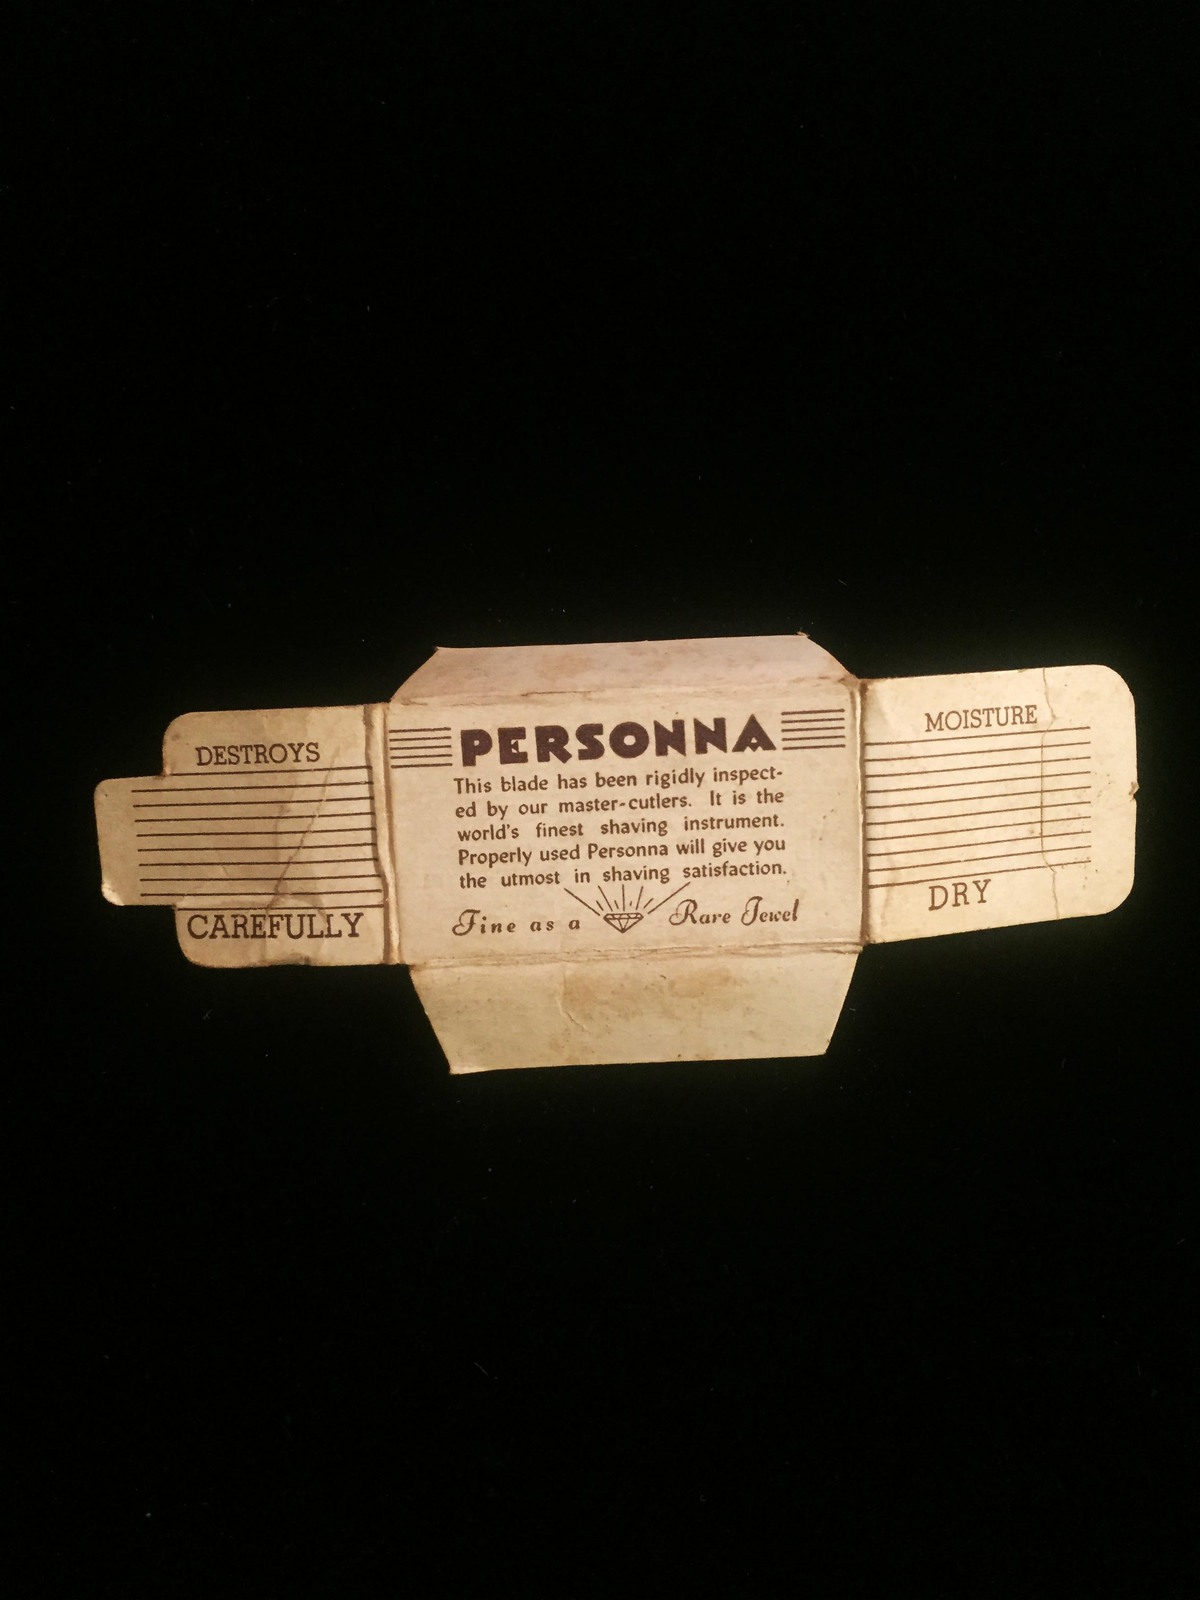 DESTROYS
CAREFULLY
PERSONNA
This blade has been rigidly inspect-
ed by our master-cutlers. It is the
world's finest shaving instrument.
Properly used Personna will give you
the utmost in shaving satisfaction.
Fine as a Rare Jewel
MOISTURE
DRY